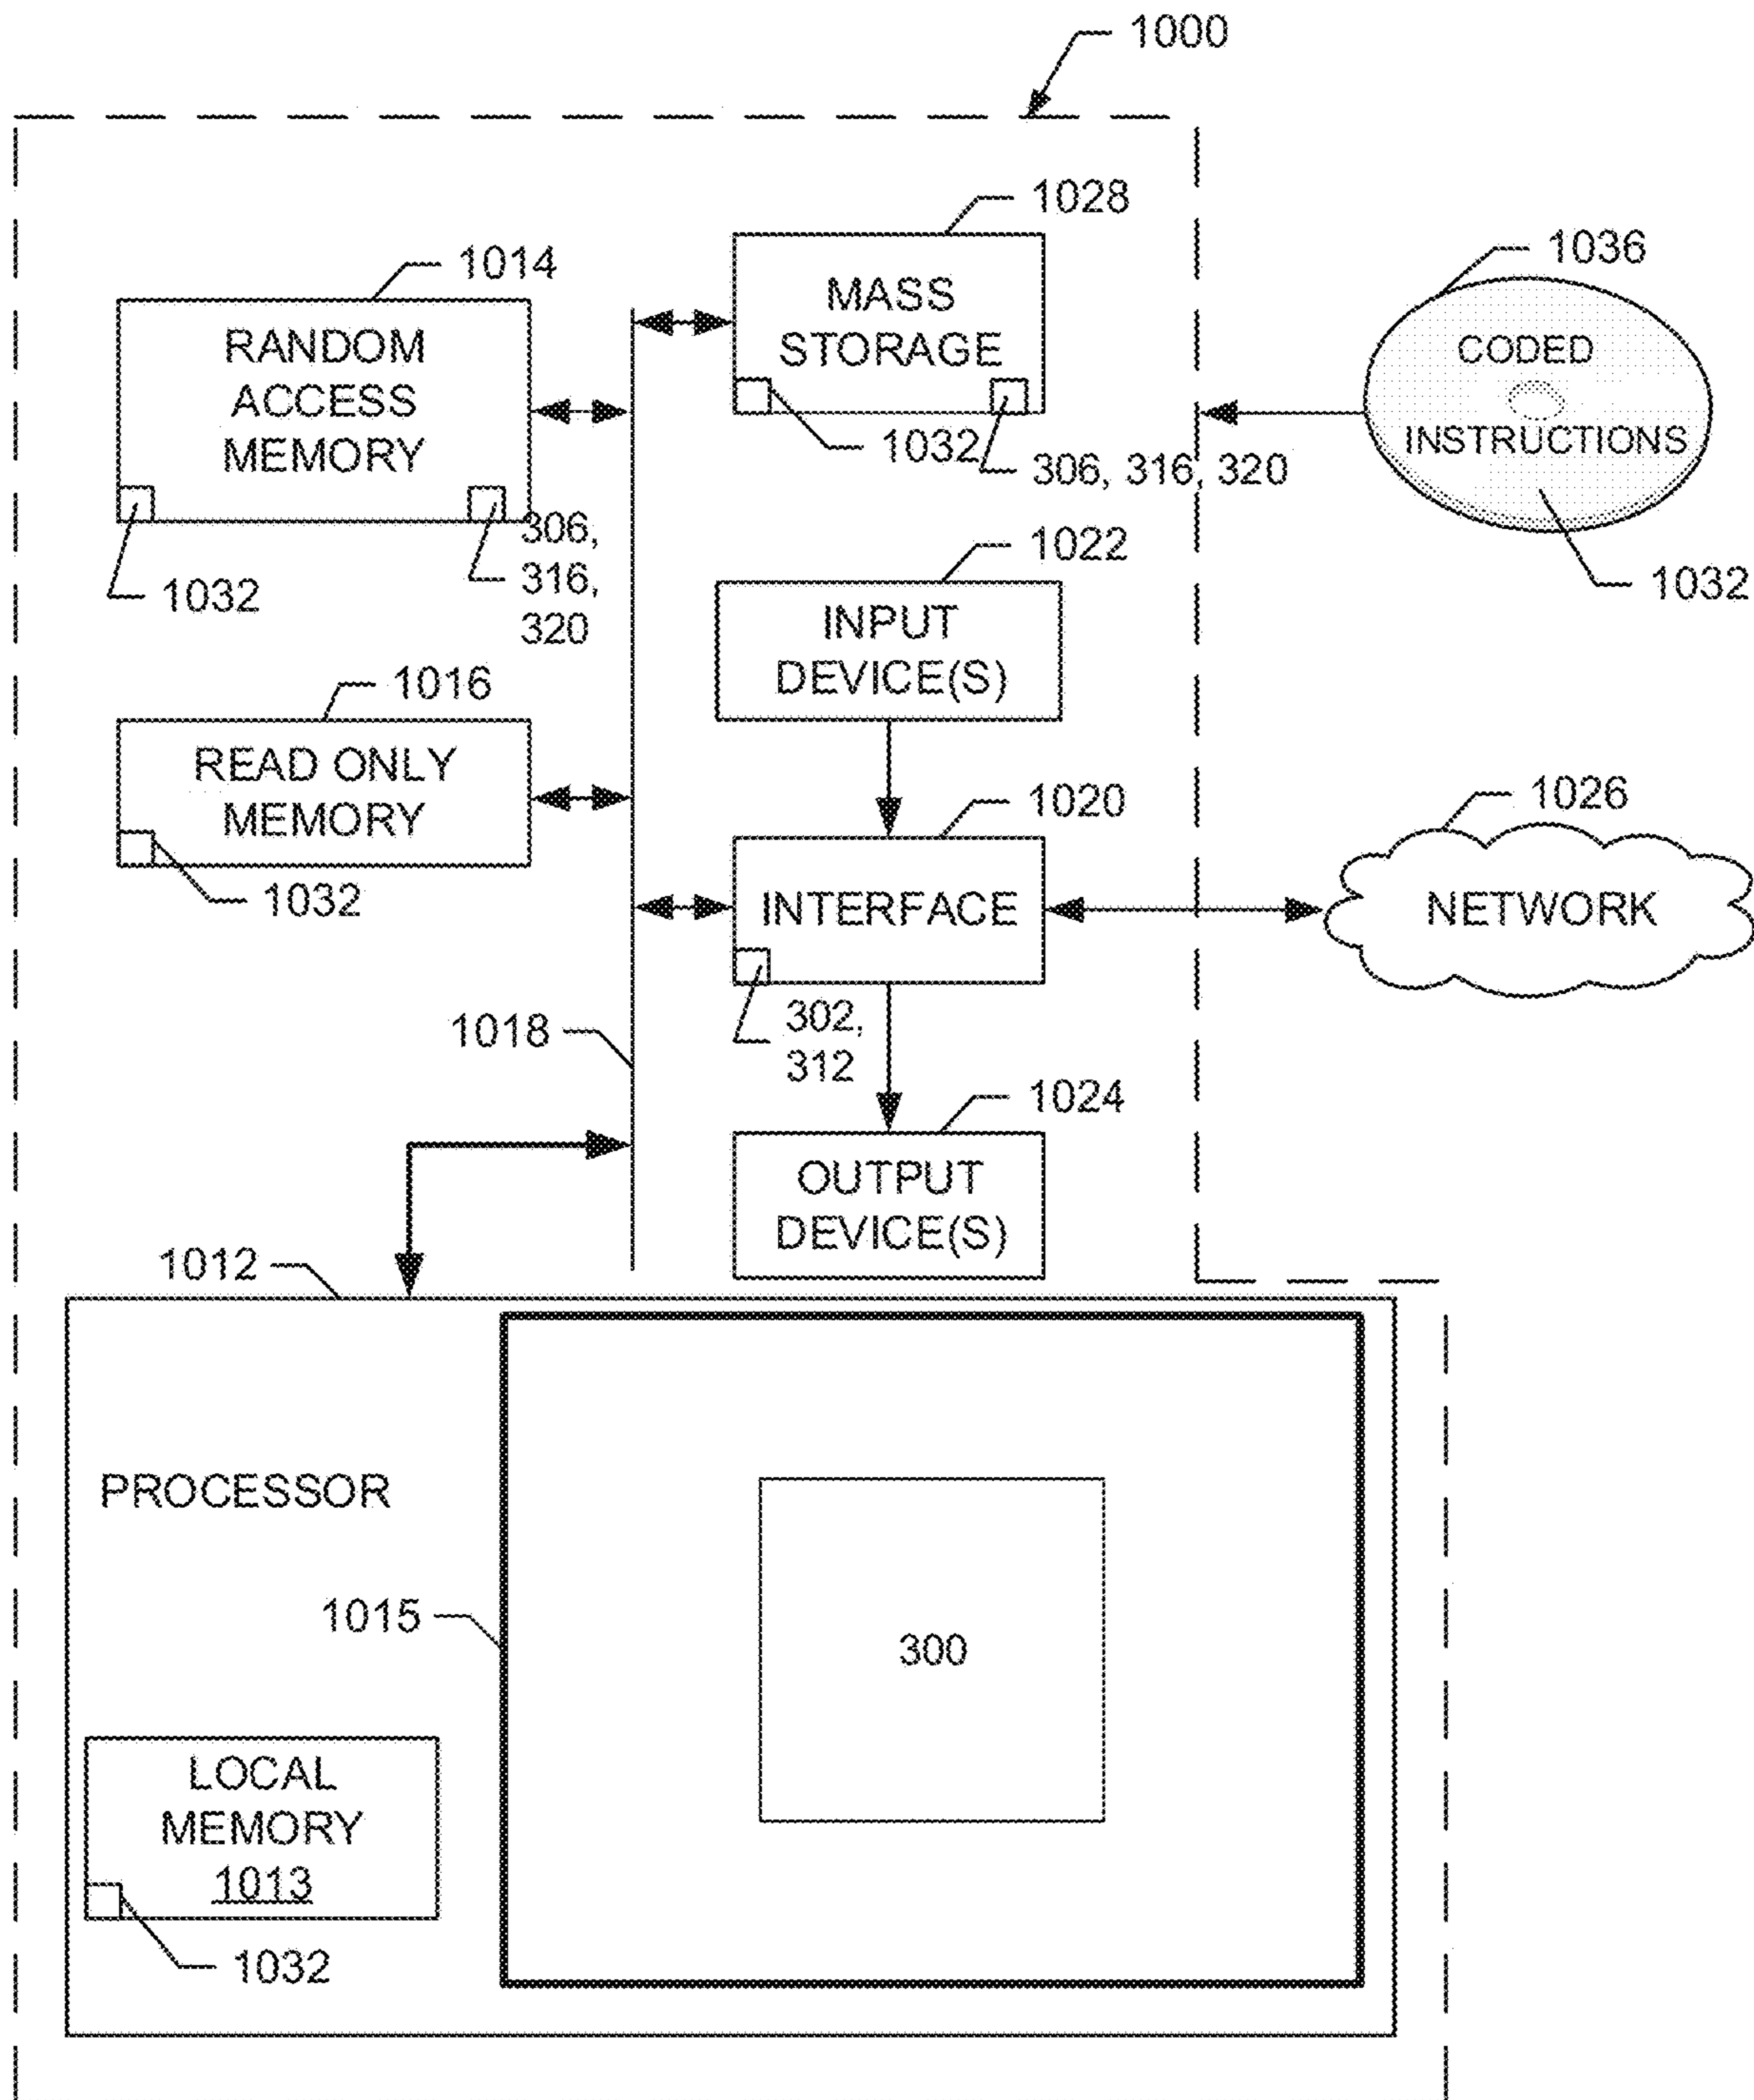 1000
1028
MASS
STORAGE
1032
306, 316, 320
1014
RANDOM
ACCESS
MEMORY
1032
306,
316,
320
1036
CODED
INSTRUCTIONS
1032
1022
INPUT
DEVICE(S)
1016
READ ONLY
MEMORY
1032
1020
INTERFACE
302,
312
1026
NETWORK
1018
1024
OUTPUT
DEVICE(S)
1012
PROCESSOR
1015
300
LOCAL
MEMORY
1013
1032